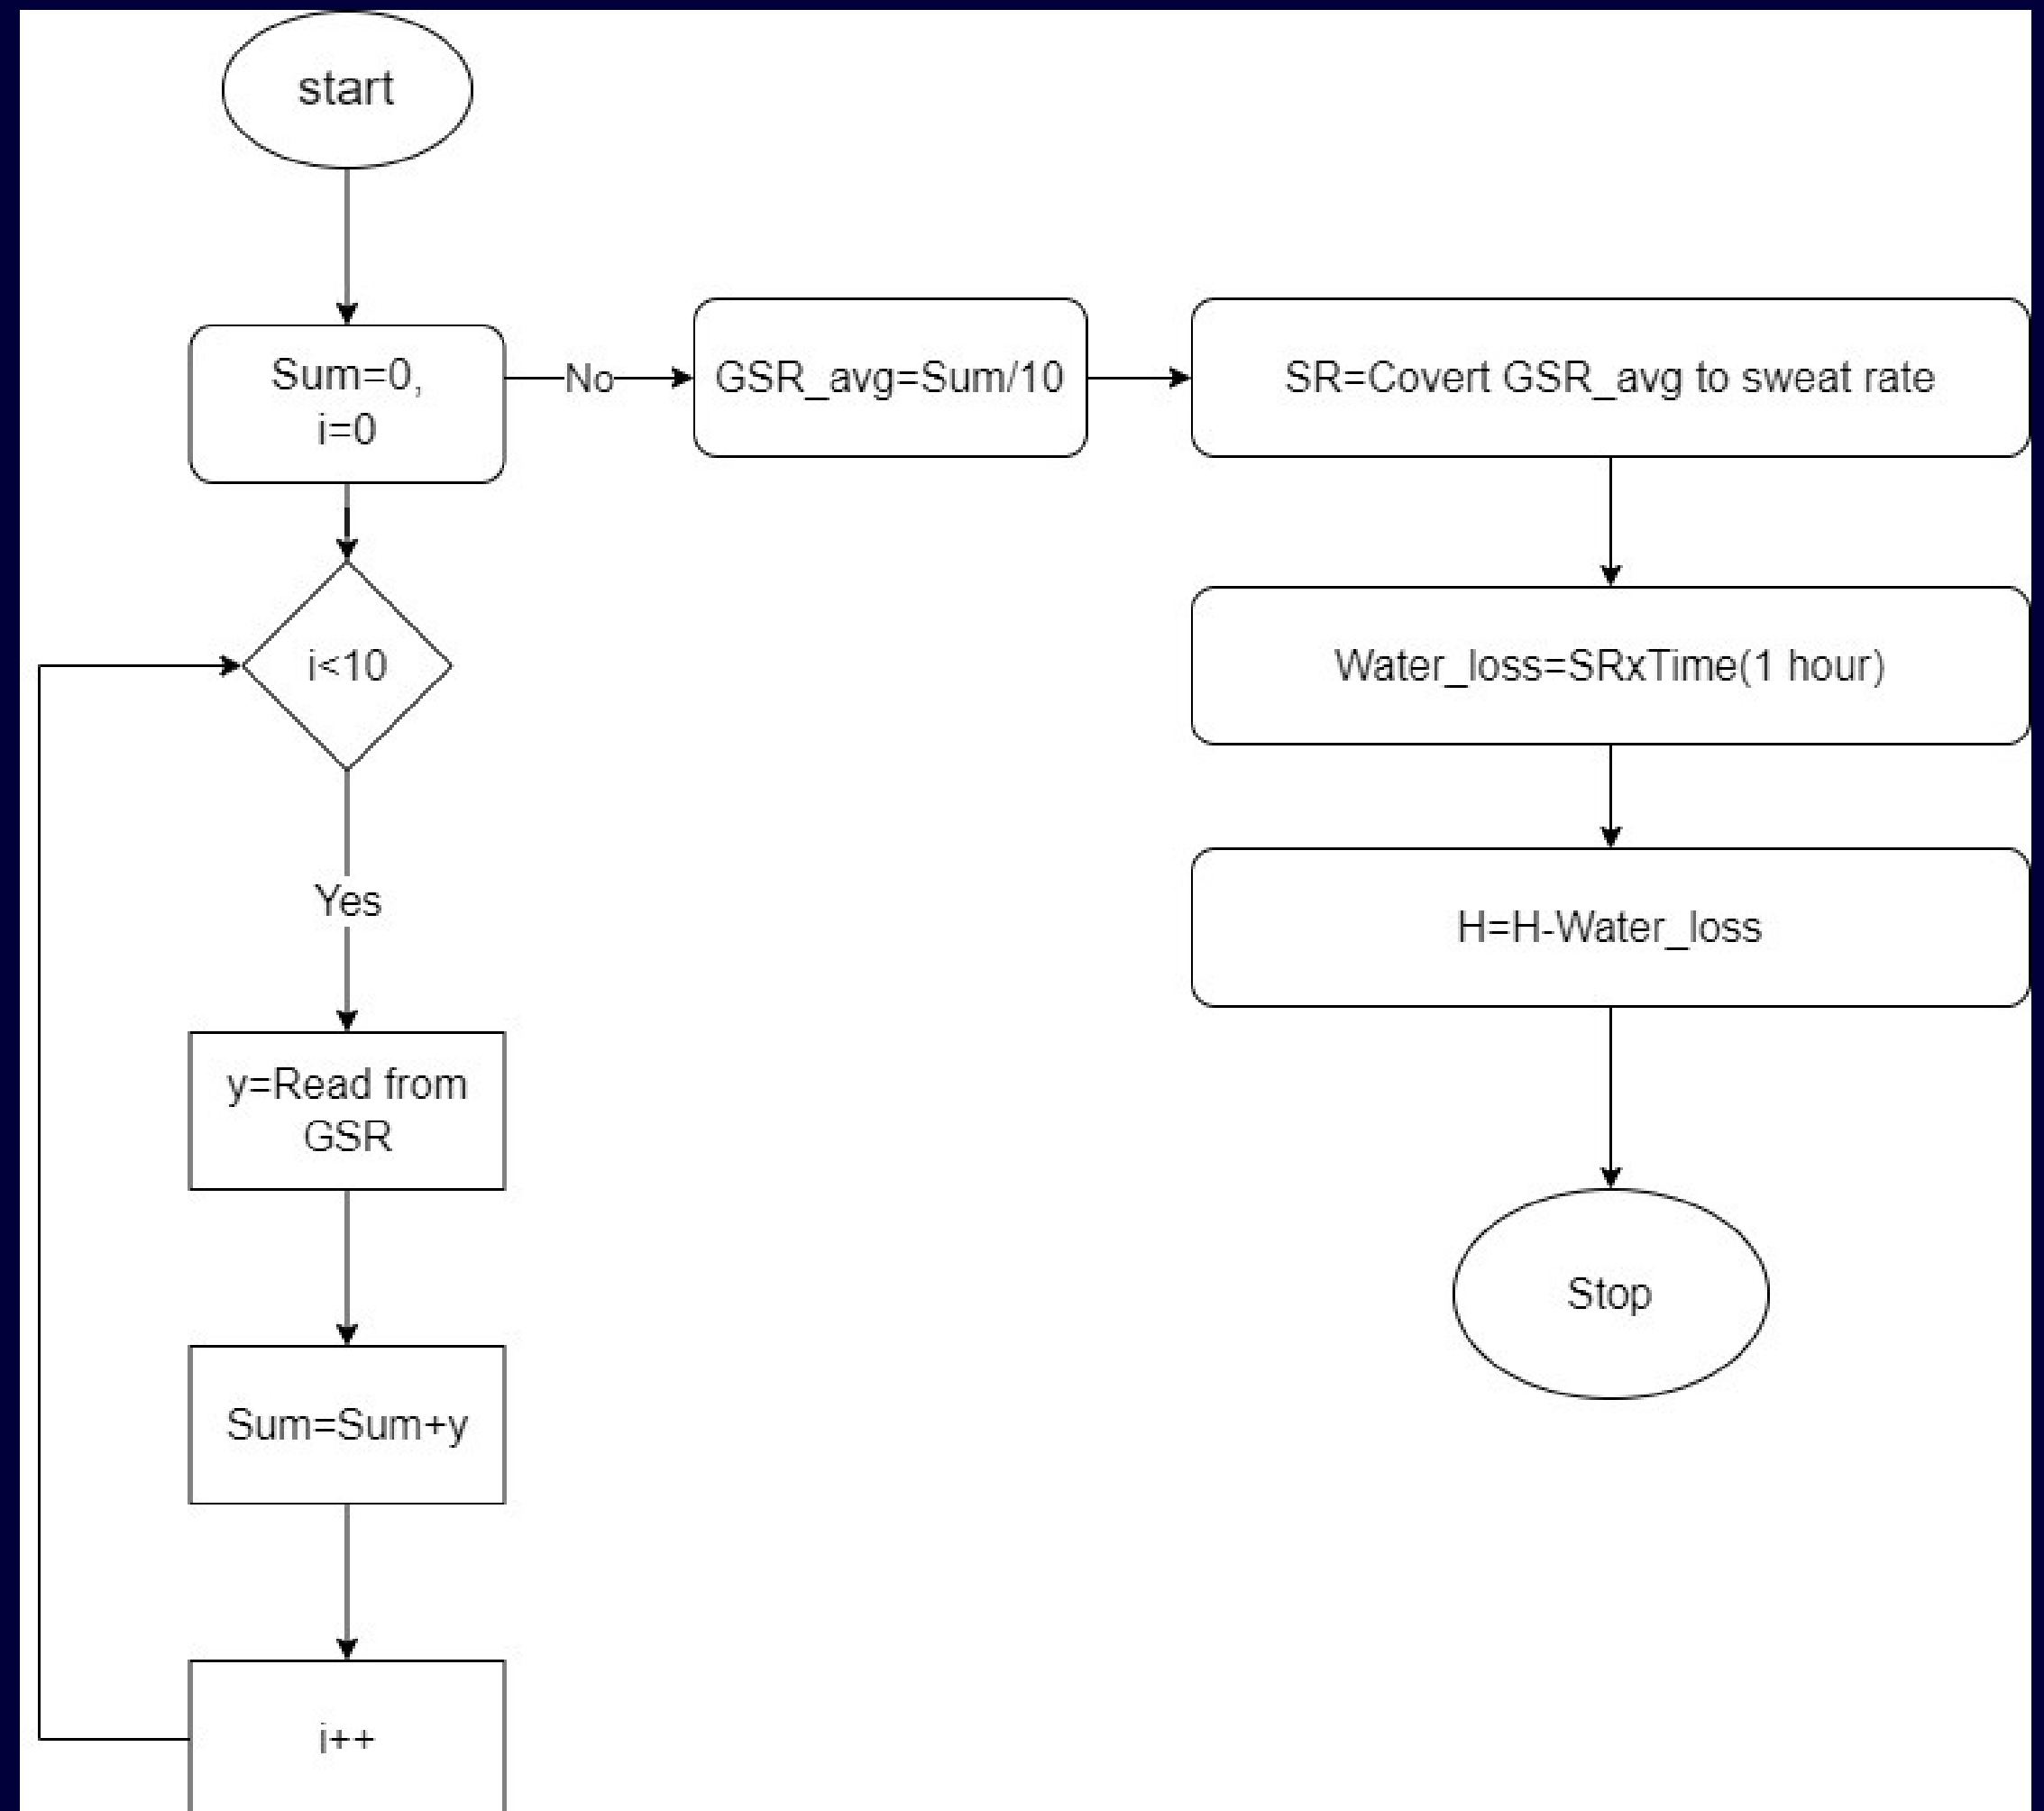 start
Sum=0,
i=0
No
GSR_avg=Sum/10
SR=Covert GSR_avg to sweat rate
i<10
Water_loss=SRxTime(1 hour)
Yes
H=H-Water_loss
y=Read from
GSR
Stop
Sum=Sum+y
i++